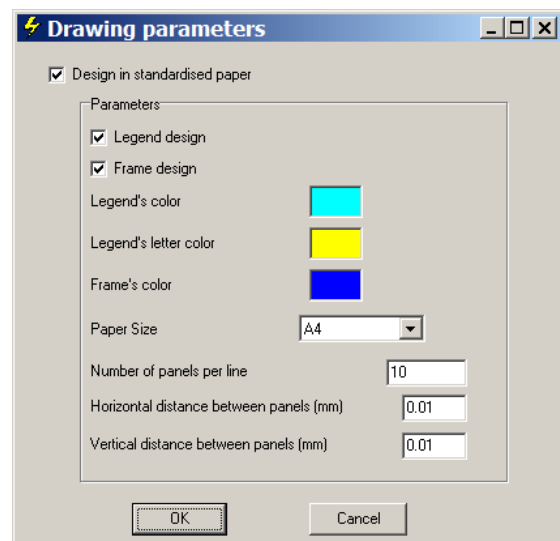 Drawing parameters
Design in standardised paper
Parameters
Legend design
Frame design
Legend's color
Legend's letter color
Frame's color
Paper Size A4
Number of panels per line 10
Horizontal distance between panels (mm) 0.01
Vertical distance between panels (mm) 0.01
OK Cancel